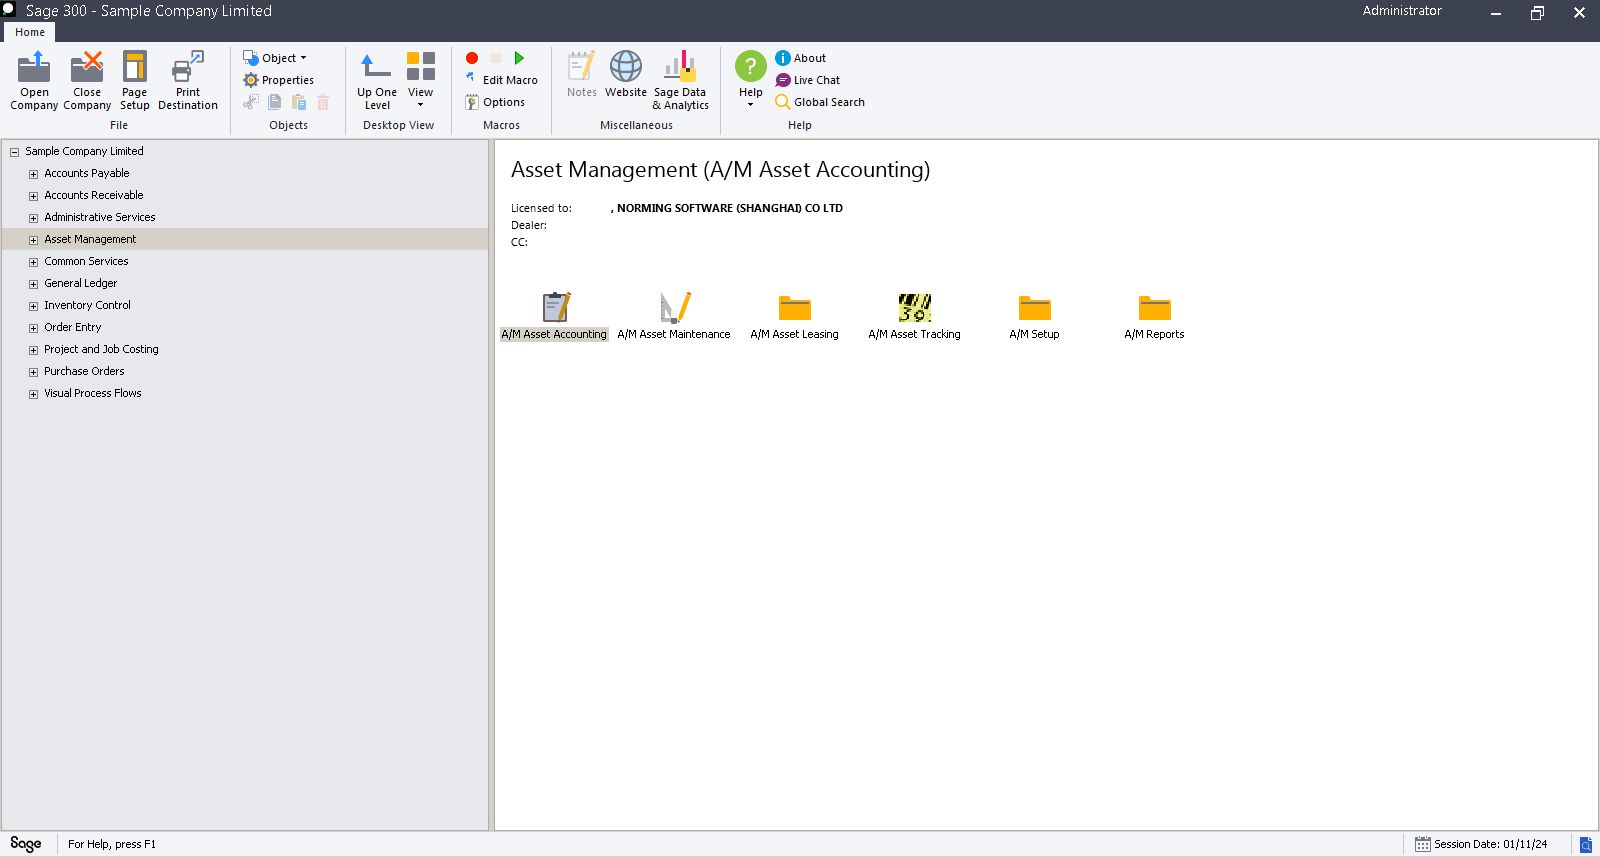 Sage 300 - Sample Company Limited
Administrator
Home
Open Company
Close Company
Page Setup
Print Destination
File
Object
Properties
Objects
Up One Level
View
Desktop View
Edit Macro
Options
Macros
Notes
Website
Sage Data & Analytics
Miscellaneous
Help
About
Live Chat
Global Search
Help
Sample Company Limited
Accounts Payable
Accounts Receivable
Administrative Services
Asset Management
Common Services
General Ledger
Inventory Control
Order Entry
Project and Job Costing
Purchase Orders
Visual Process Flows
Asset Management (A/M Asset Accounting)
Licensed to: , NORMING SOFTWARE (SHANGHAI) CO LTD
Dealer:
CC:
A/M Asset Accounting
A/M Asset Maintenance
A/M Asset Leasing
39
A/M Asset Tracking
A/M Setup
A/M Reports
Sage
For Help, press F1
Session Date: 01/11/24